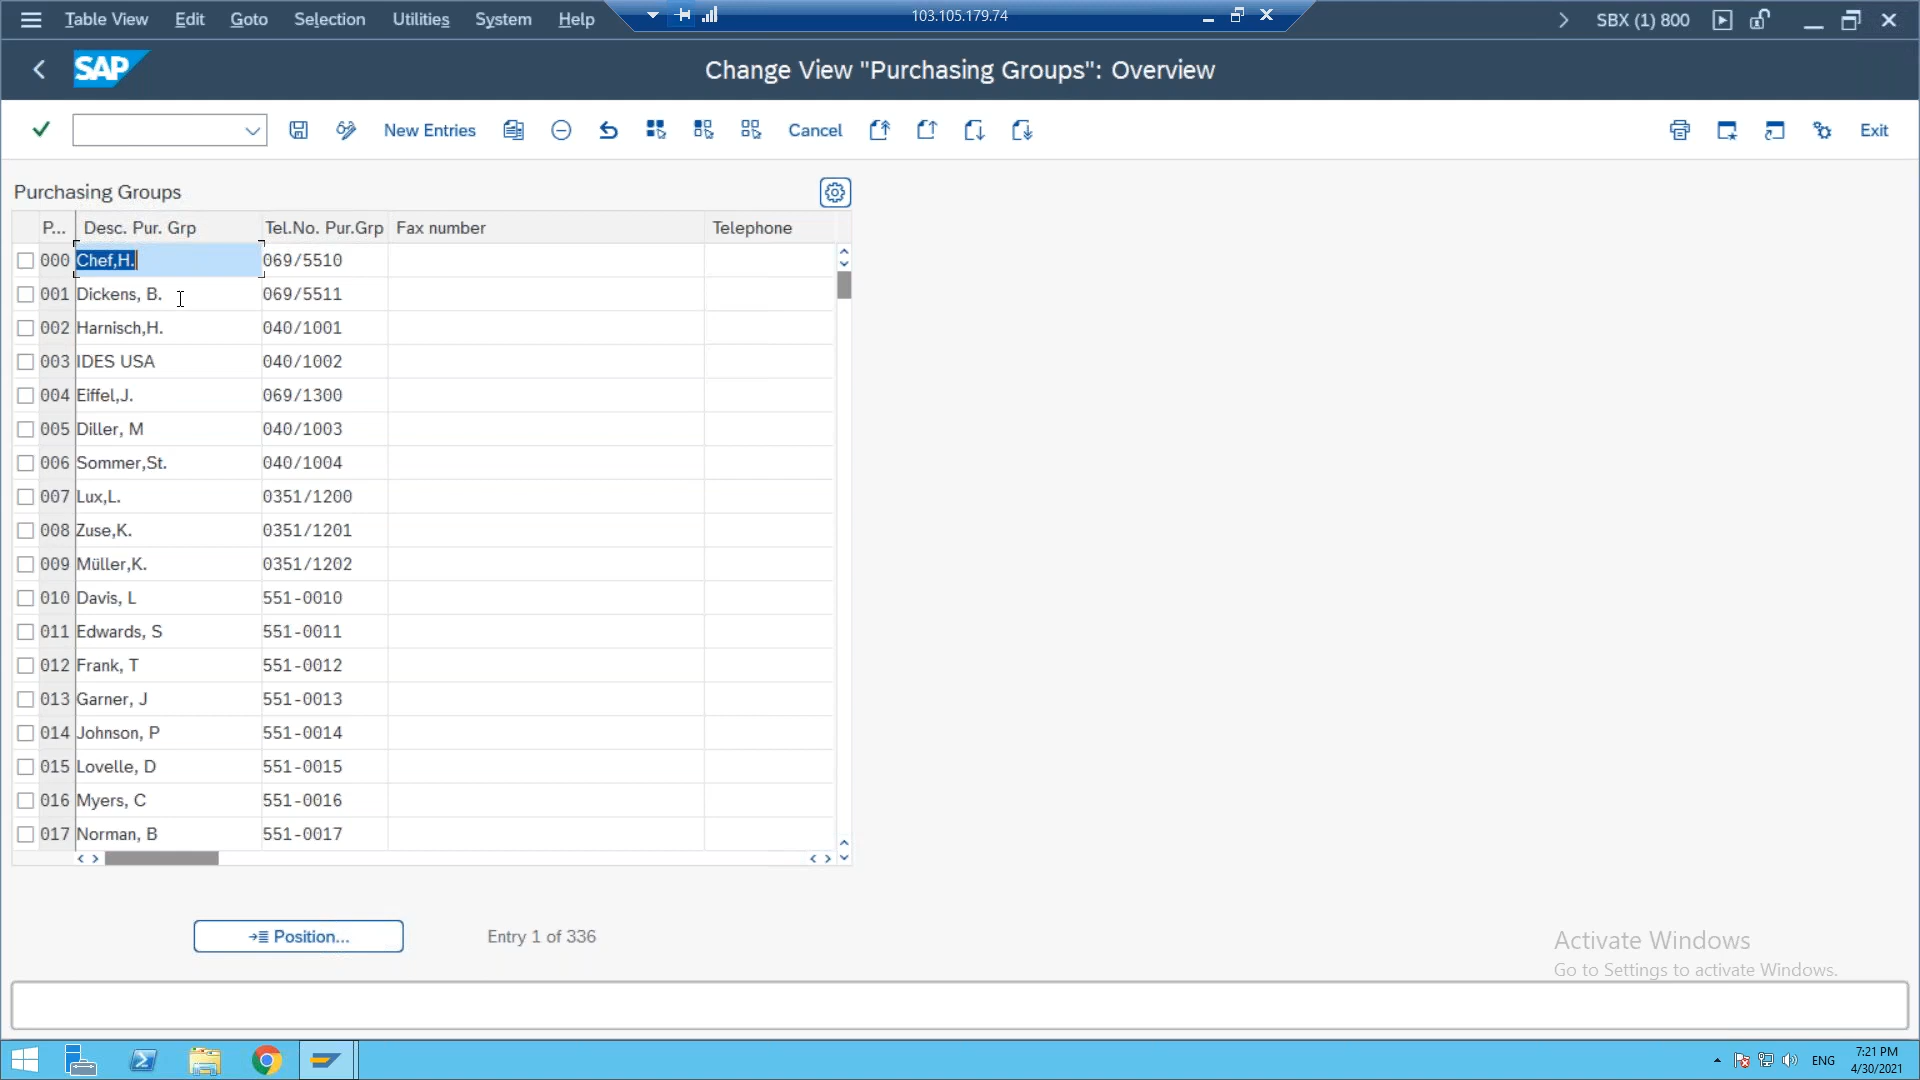 Table View Edit Goto Selection Utilities System Help 103.105.179.74 SBX (1) 800
SAP Change View "Purchasing Groups": Overview
New Entries Cancel Exit
Purchasing Groups
P... Desc. Pur. Grp Tel.No. Pur.Grp Fax number Telephone
000 Chef,H. 069/5510
001 Dickens, B. 069/5511
002 Harnisch,H. 040/1001
003 IDES USA 040/1002
004 Eiffel,J. 069/1300
005 Diller, M 040/1003
006 Sommer,St. 040/1004
007 Lux,L. 0351/1200
008 Zuse,K. 0351/1201
009 Müller,K. 0351/1202
010 Davis, L 551-0010
011 Edwards, S 551-0011
012 Frank, T 551-0012
013 Garner, J 551-0013
014 Johnson, P 551-0014
015 Lovelle, D 551-0015
016 Myers, C 551-0016
017 Norman, B 551-0017
Position... Entry 1 of 336
Activate Windows
Go to Settings to activate Windows.
ENG 7:21 PM
4/30/2021